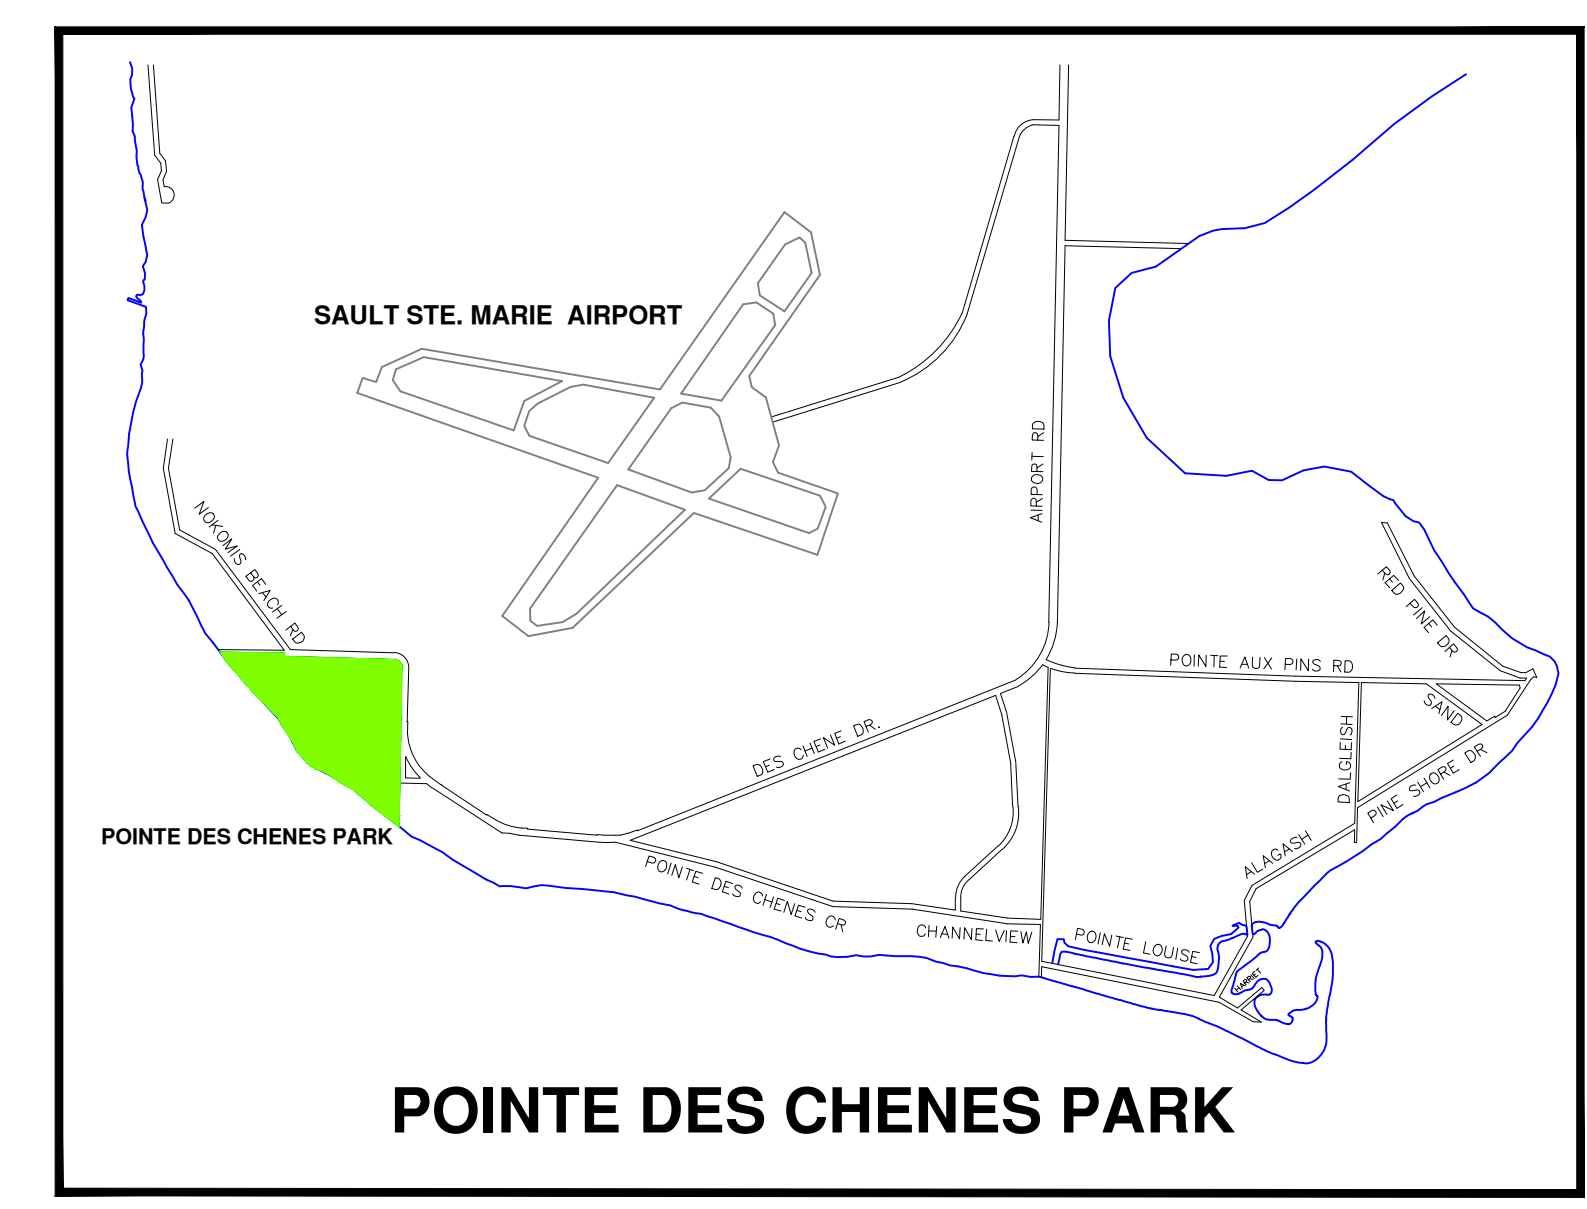 SAULT STE. MARIE  AIRPORT
AIRPORT RD
NOKOMIS BEACH RD
RED PINE DR
POINTE AUX PINS RD
SAND
DES CHENE DR.
DALGLEISH
PINE SHORE DR
POINTE DES CHENES PARK
ALAGASH
POINTE DES CHENES CR
CHANNELVIEW
POINTE LOUISE
HARRIET
POINTE DES CHENES PARK